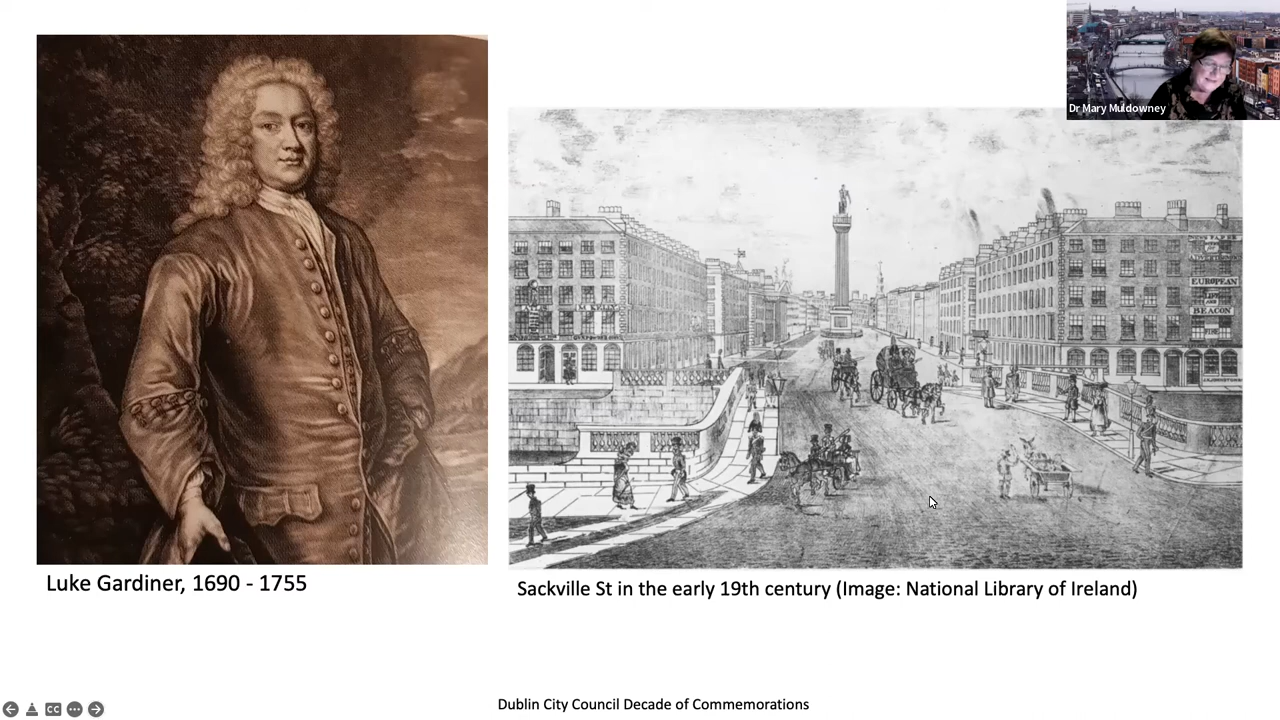 Dr Mary Muldowney
EUROPEAN
BEACON
Luke Gardiner, 1690 - 1755
Sackville St in the early 19th century (Image: National Library of Ireland)
CC
Dublin City Council Decade of Commemorations